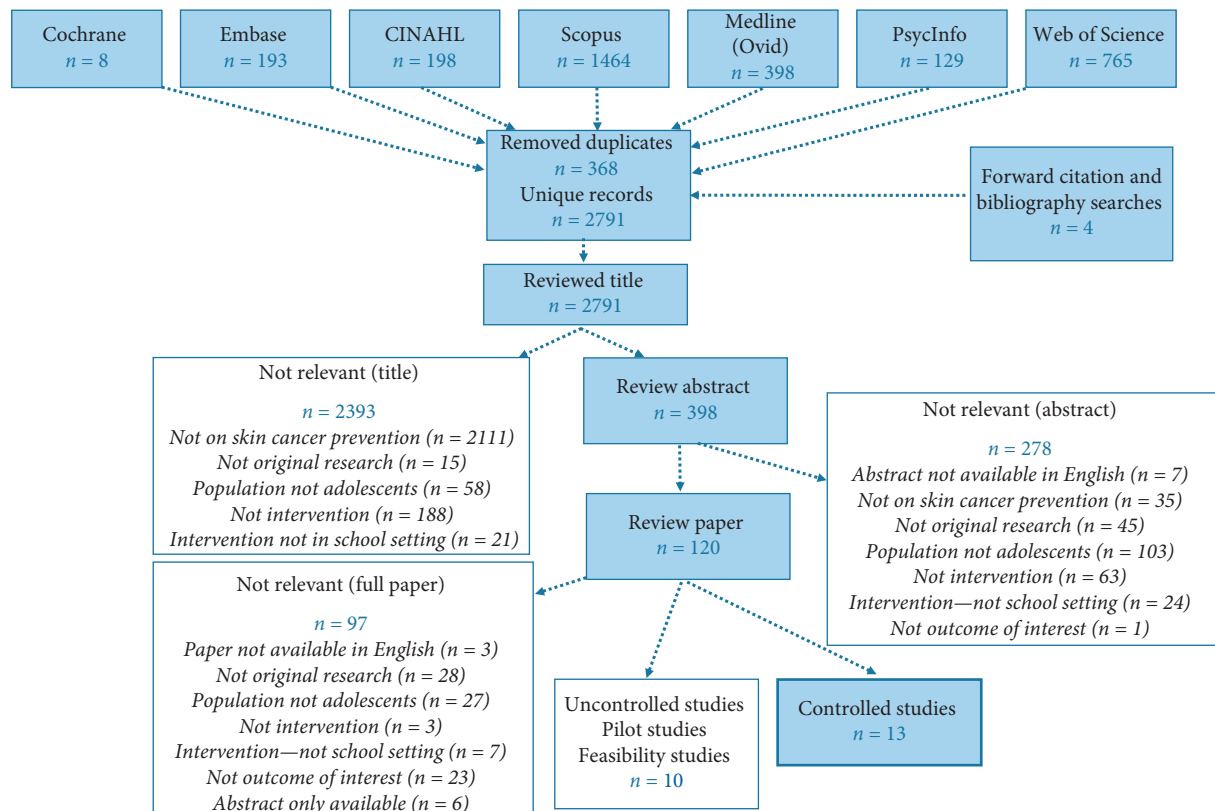 Cochrane
n = 8
Embase
n = 193
CINAHL
n = 198
Scopus
n = 1464
Medline
(Ovid)
n = 398
PsycInfo
n = 129
Web of Science
n = 765
Removed duplicates
n = 368
Unique records
n = 2791
Forward citation and
bibliography searches
n = 4
Reviewed title
n = 2791
Not relevant (title)
n = 2393
Not on skin cancer prevention (n = 2111)
Not original research (n = 15)
Population not adolescents (n = 58)
Not intervention (n = 188)
Intervention not in school setting (n = 21)
Review abstract
n = 398
Not relevant (abstract)
n = 278
Abstract not available in English (n = 7)
Not on skin cancer prevention (n = 35)
Not original research (n = 45)
Population not adolescents (n = 103)
Not intervention (n = 63)
Intervention—not school setting (n = 24)
Not outcome of interest (n = 1)
Review paper
n = 120
Not relevant (full paper)
n = 97
Paper not available in English (n = 3)
Not original research (n = 28)
Population not adolescents (n = 27)
Not intervention (n = 3)
Intervention—not school setting (n = 7)
Not outcome of interest (n = 23)
Abstract only available (n = 6)
Uncontrolled studies
Pilot studies
Feasibility studies
n = 10
Controlled studies
n = 13